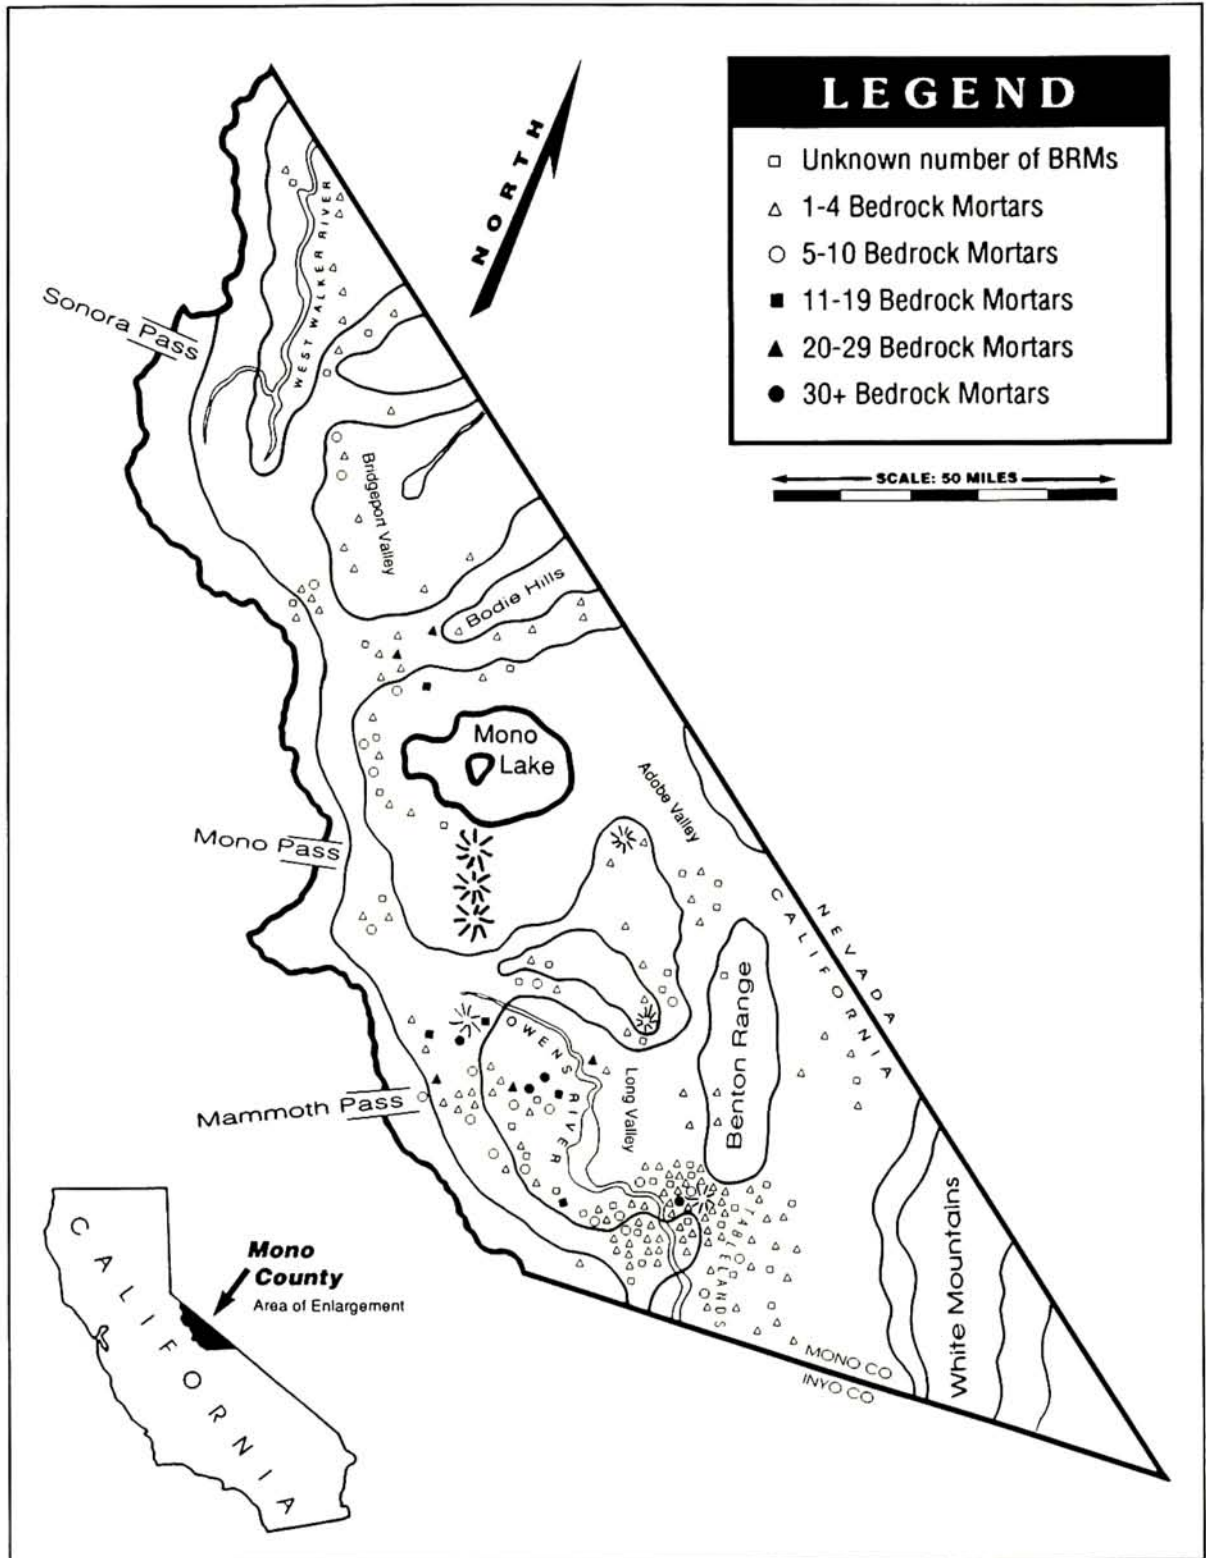 LEGEND
Unknown number of BRMs
1-4 Bedrock Mortars
5-10 Bedrock Mortars
11-19 Bedrock Mortars
20-29 Bedrock Mortars
30+ Bedrock Mortars
SCALE: 50 MILES
NORTH
WEST WALKER RIVER
Sonora Pass
Bridgeport Valley
Bodie Hills
Mono
Lake
Adobe Valley
Mono Pass
NEVADA
CALIFORNIA
Benton Range
OWENS RIVER
Long Valley
Mammoth Pass
TABLELANDS
White Mountains
MONO CO
INYO CO
CALIFORNIA
Mono
County
Area of Enlargement